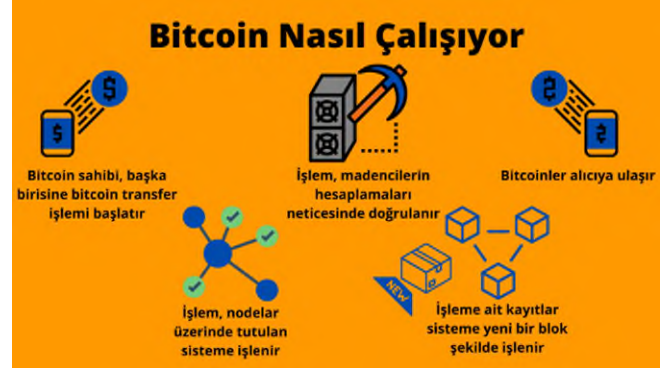 Bitcoin Nasıl Çalışıyor
Bitcoin sahibi, başka
birisine bitcoin transfer
işlemi başlatır
İşlem, nodelar
üzerinde tutulan
sisteme işlenir
İşlem, madencilerin
hesaplamaları
neticesinde doğrulanır
NEW
İşleme ait kayıtlar
sisteme yeni bir blok
şekilde işlenir
Bitcoinler alıcıya ulaşır